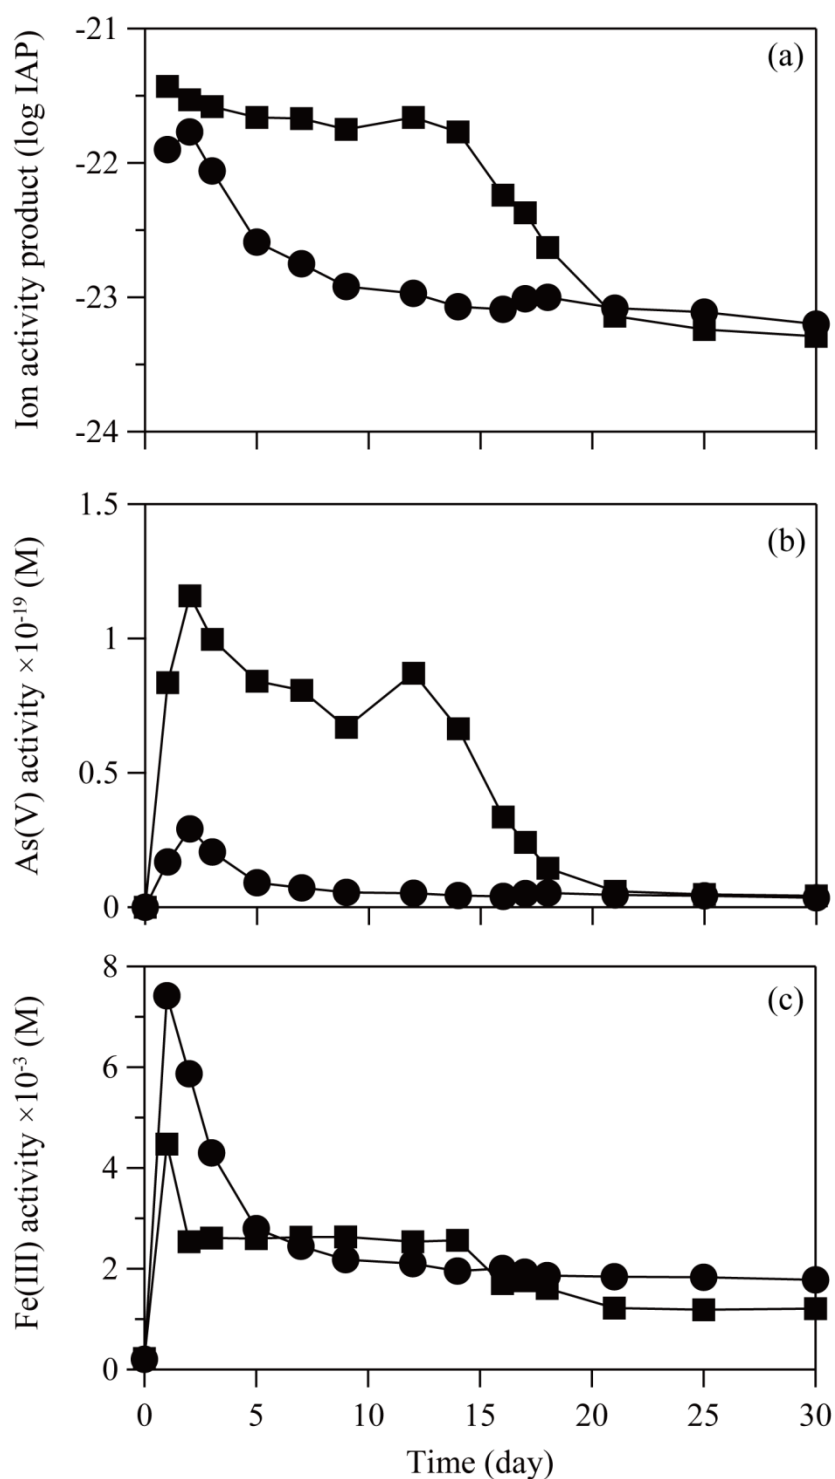 (a)
Ion activity product (log IAP)
-21
-22
-23
-24
(b)
As(V) activity ×10⁻¹⁹ (M)
1.5
1
0.5
0
(c)
Fe(III) activity ×10⁻³ (M)
8
6
4
2
0
0 5 10 15 20 25 30
Time (day)